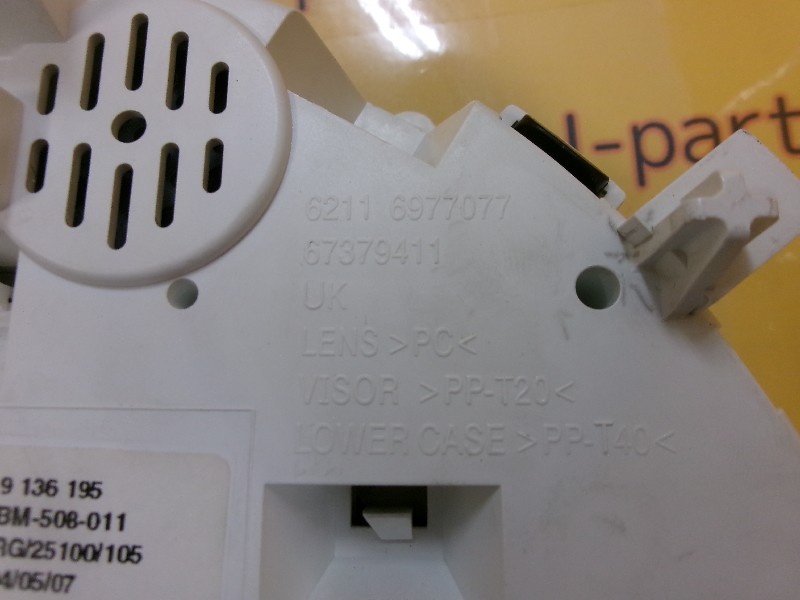 l-part
6211 6977077
67379411
UK
LENS >PC<
VISOR >PP-T20<
LOWER CASE >PP-T40<
9 136 195
BM-508-011
RG/25100/105
4/05/07